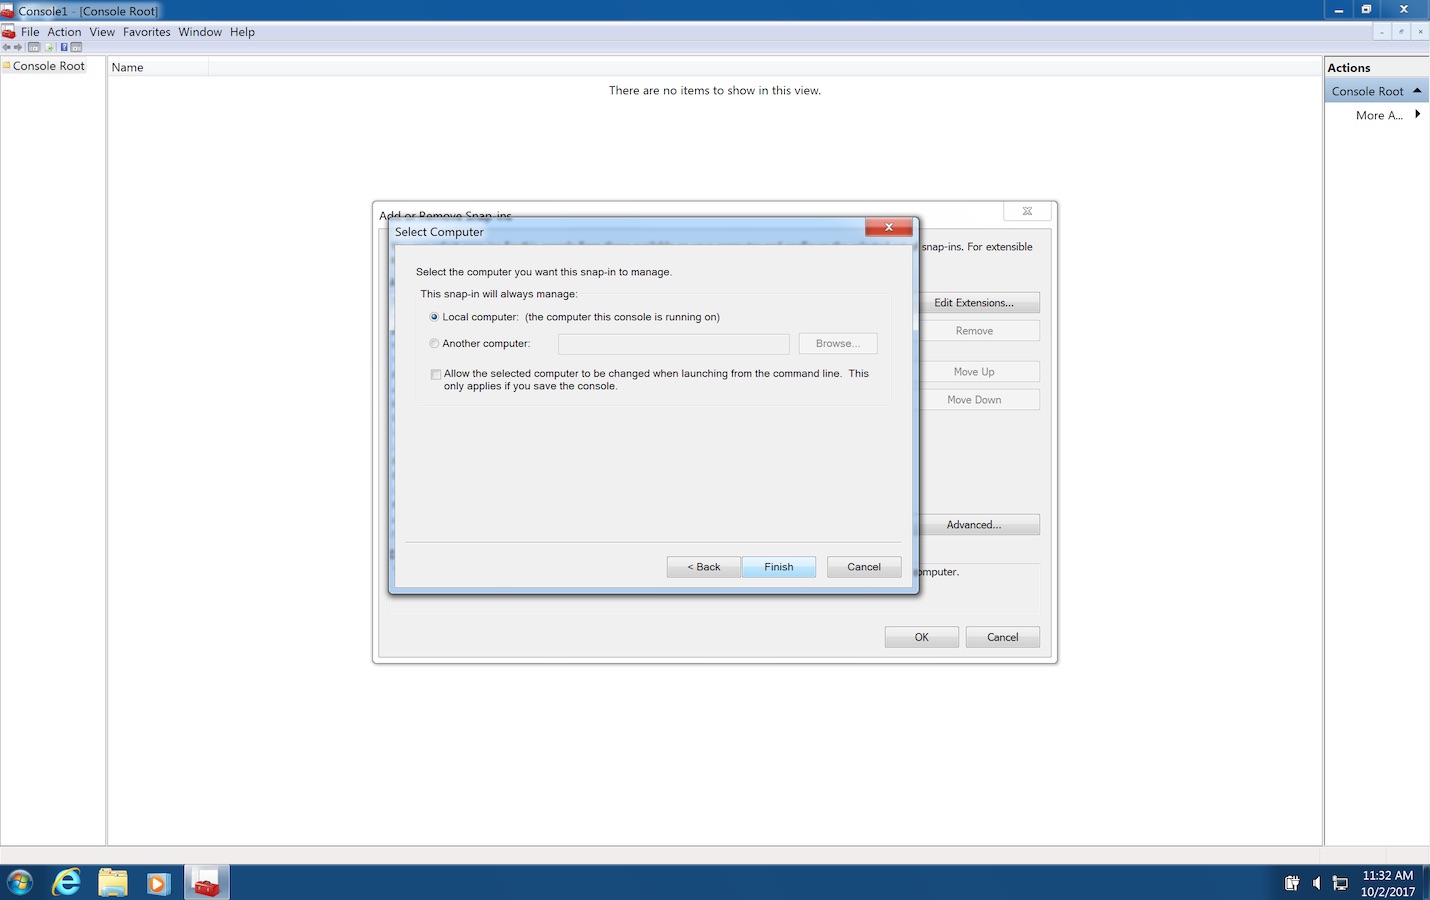 Console1 - [Console Root]
File Action View Favorites Window Help
Console Root
Name
There are no items to show in this view.
Actions
Console Root
More A...
Add or Remove Snap-ins
Select Computer
snap-ins. For extensible
Select the computer you want this snap-in to manage.
This snap-in will always manage:
Local computer: (the computer this console is running on)
Another computer:
Browse...
Allow the selected computer to be changed when launching from the command line. This
only applies if you save the console.
Edit Extensions...
Remove
Move Up
Move Down
Advanced...
< Back
Finish
Cancel
omputer.
OK
Cancel
11:32 AM
10/2/2017